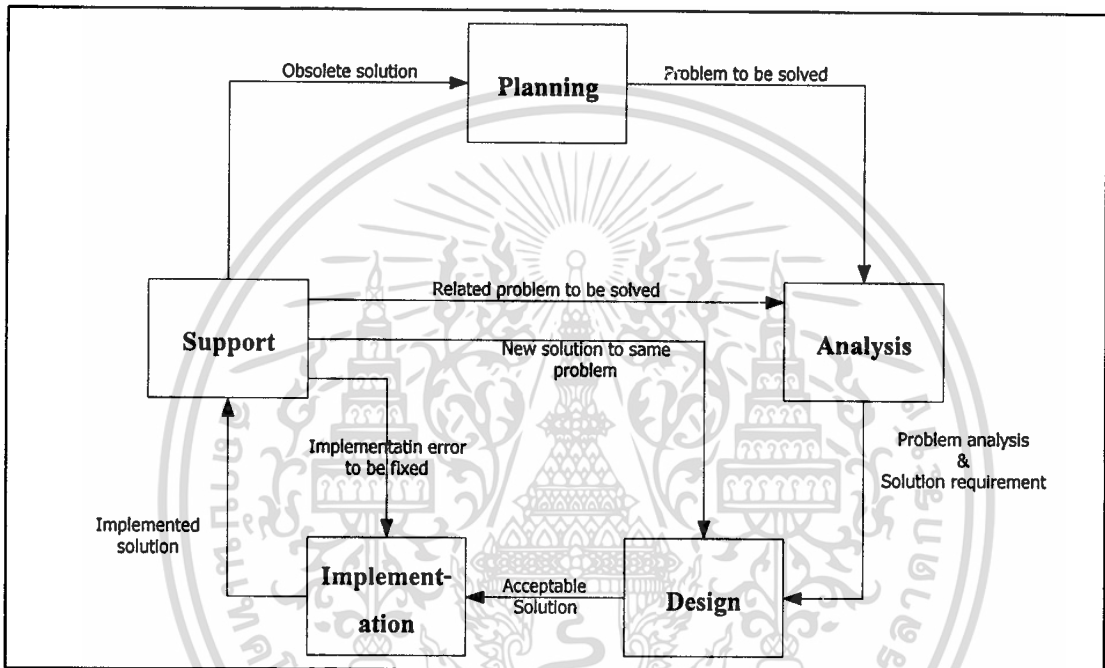 Obsolete solution
Planning
Problem to be solved
Support
Related problem to be solved
New solution to same
problem
Analysis
Implementatin error
to be fixed
Problem analysis
&
Solution requirement
Implemented
solution
Implement-
ation
Acceptable
Solution
Design